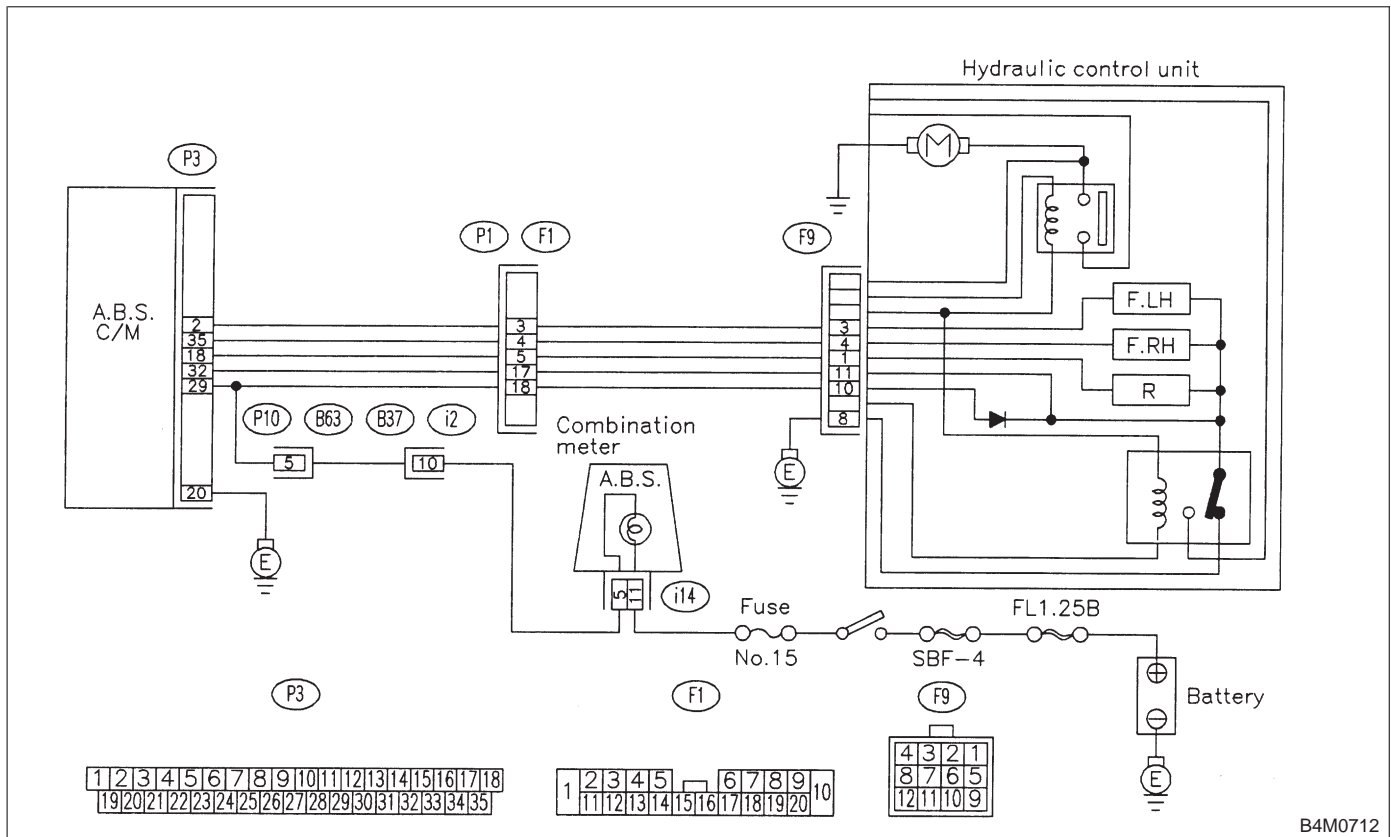 Hydraulic control unit
M
P3
P1 F1 F9
A.B.S.
C/M
2
35
18
32
29
20
3
4
5
17
18
3
4
1
11
10
8
F.LH
F.RH
R
P10 B63 B37 i2
5
10
Combination
meter
A.B.S.
5 11
i14
E
E
Fuse
No.15
SBF-4
FL1.25B
+
−
Battery
E
P3
F1
F9
1 2 3 4 5 6 7 8 9 10 11 12 13 14 15 16 17 18
19 20 21 22 23 24 25 26 27 28 29 30 31 32 33 34 35
1 2 3 4 5 6 7 8 9 10
11 12 13 14 15 16 17 18 19 20
4 3 2 1
8 7 6 5
12 11 10 9
B4M0712